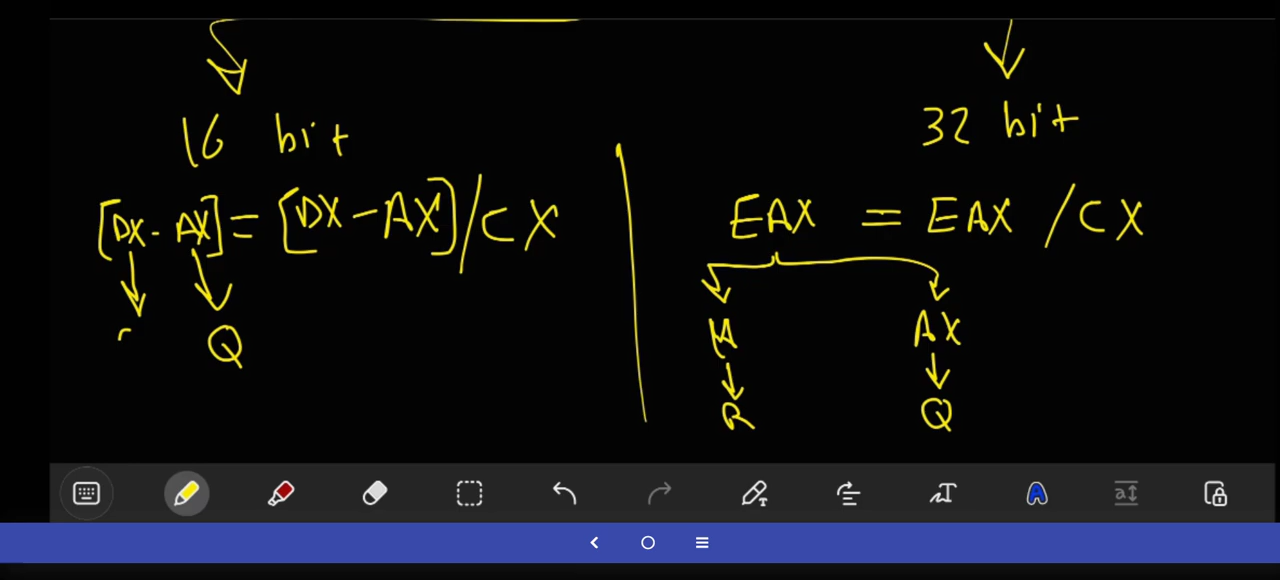 16 bit
32 bit
[DX - AX] = [DX - AX] / CX
EAX = EAX / CX
r Q
H AX
R Q